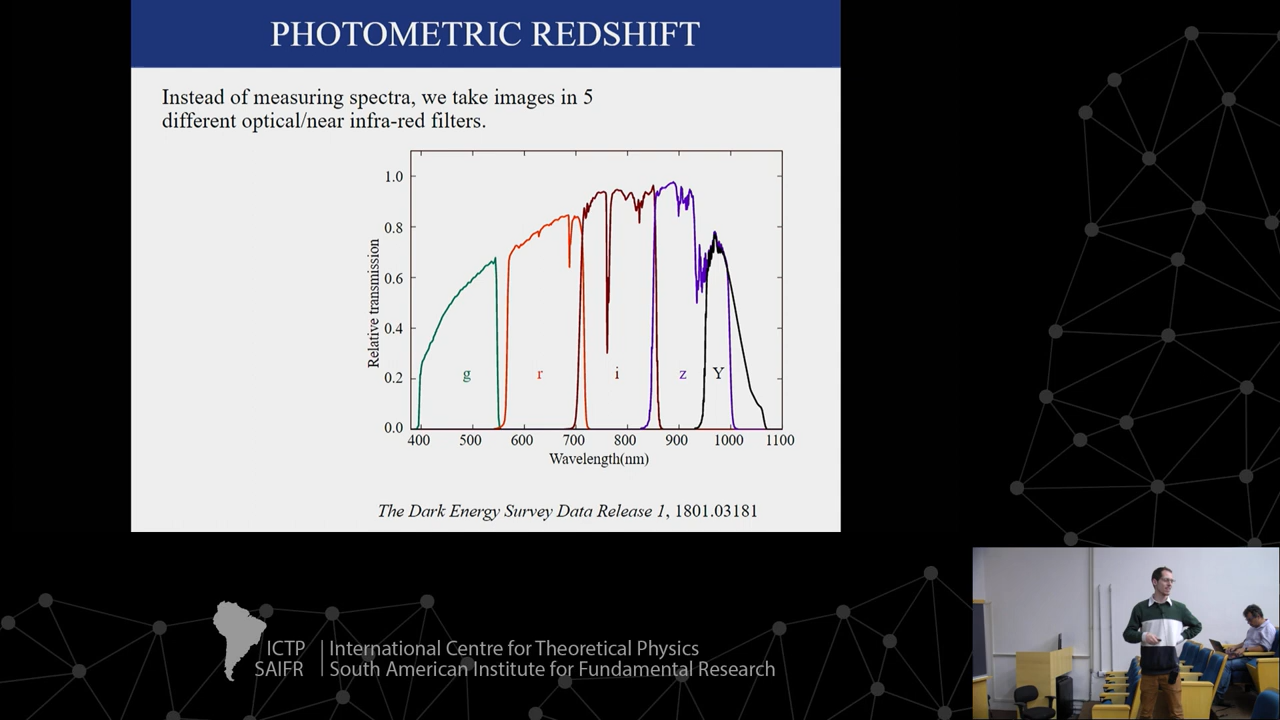 PHOTOMETRIC REDSHIFT
Instead of measuring spectra, we take images in 5
different optical/near infra-red filters.
Relative transmission
1.0
0.8
0.6
0.4
0.2
0.0
g
r
i
z
Y
400
500
600
700
800
900
1000
1100
Wavelength(nm)
The Dark Energy Survey Data Release 1, 1801.03181
ICTP
SAIFR
International Centre for Theoretical Physics
South American Institute for Fundamental Research